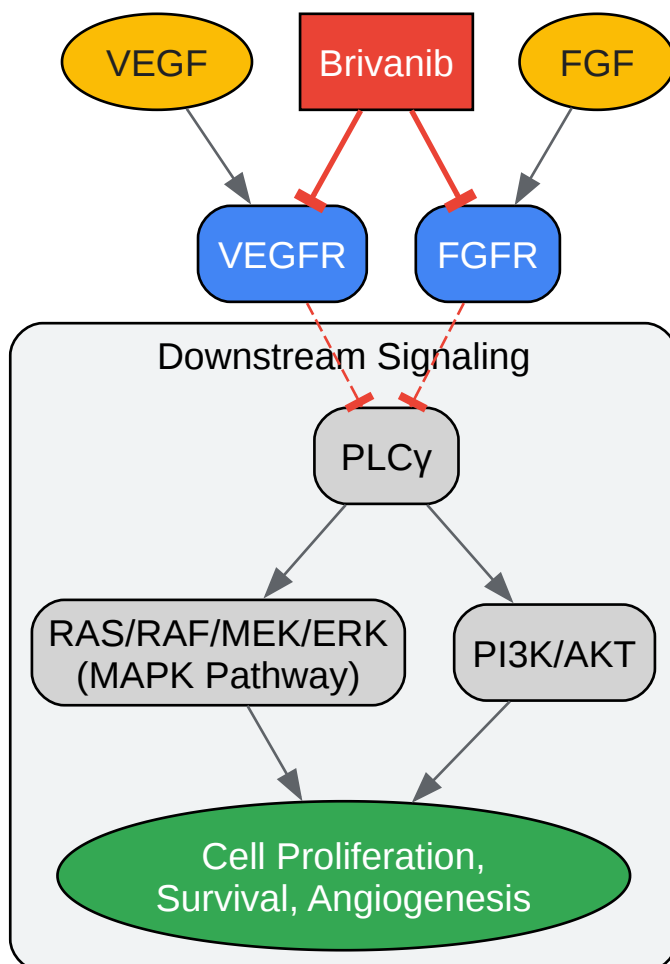 VEGF
Brivanib
FGF
VEGFR
FGFR
Downstream Signaling
PLCγ
RAS/RAF/MEK/ERK
(MAPK Pathway)
PI3K/AKT
Cell Proliferation,
Survival, Angiogenesis